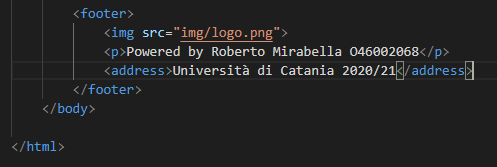 <footer>
<img src="img/logo.png">
<p>Powered by Roberto Mirabella O46002068</p>
<address>Università di Catania 2020/21</address>
</footer>
</body>
</html>